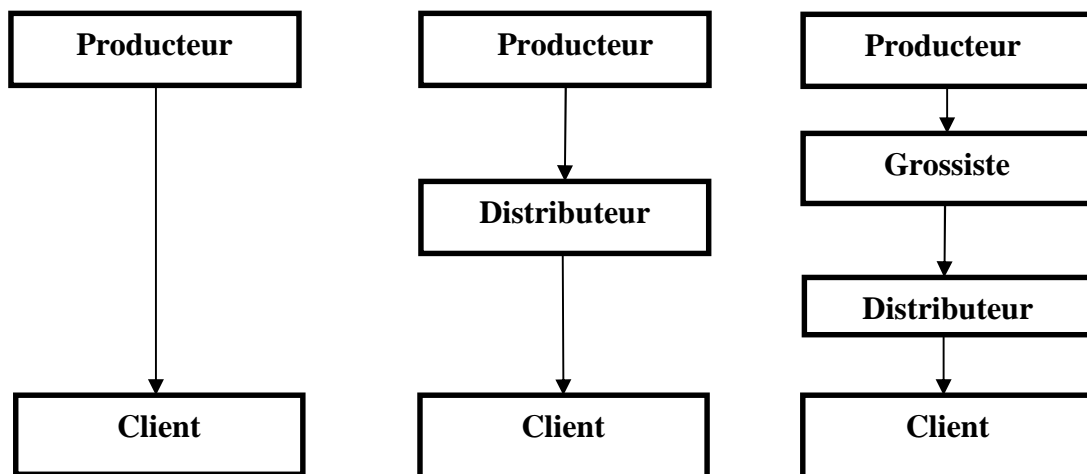 Producteur
Client
Producteur
Distributeur
Client
Producteur
Grossiste
Distributeur
Client